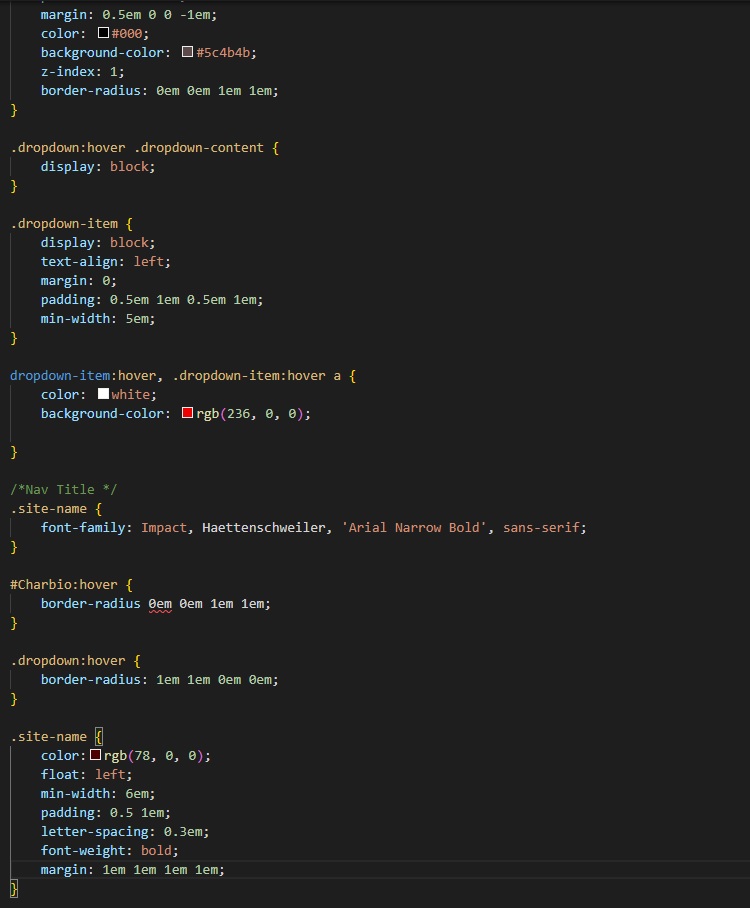 margin: 0.5em 0 0 -1em;
color: #000;
background-color: #5c4b4b;
z-index: 1;
border-radius: 0em 0em 1em 1em;
}
.dropdown:hover .dropdown-content {
display: block;
}
.dropdown-item {
display: block;
text-align: left;
margin: 0;
padding: 0.5em 1em 0.5em 1em;
min-width: 5em;
}
dropdown-item:hover, .dropdown-item:hover a {
color: white;
background-color: rgb(236, 0, 0);
}
/*Nav Title */
.site-name {
font-family: Impact, Haettenschweiler, 'Arial Narrow Bold', sans-serif;
}
#Charbio:hover {
border-radius 0em 0em 1em 1em;
}
.dropdown:hover {
border-radius: 1em 1em 0em 0em;
}
.site-name {
color: rgb(78, 0, 0);
float: left;
min-width: 6em;
padding: 0.5 1em;
letter-spacing: 0.3em;
font-weight: bold;
margin: 1em 1em 1em 1em;
}